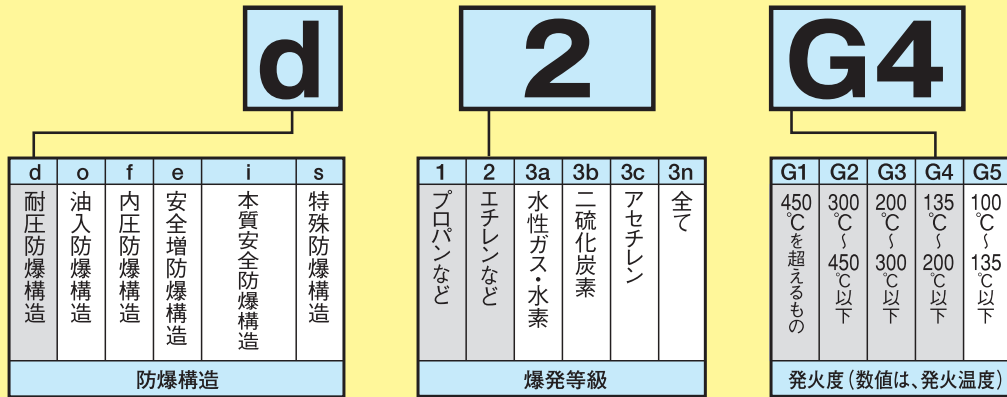 d
2
G4
d o f e i s
耐圧防爆構造
油入防爆構造
内圧防爆構造
安全増防爆構造
本質安全防爆構造
特殊防爆構造
防爆構造
1 2 3a 3b 3c 3n
プロパンなど
エチレンなど
水性ガス・水素
二硫化炭素
アセチレン
全て
爆発等級
G1 G2 G3 G4 G5
450℃を超えるもの
300℃〜450℃以下
200℃〜300℃以下
135℃〜200℃以下
100℃〜135℃以下
発火度(数値は、発火温度)